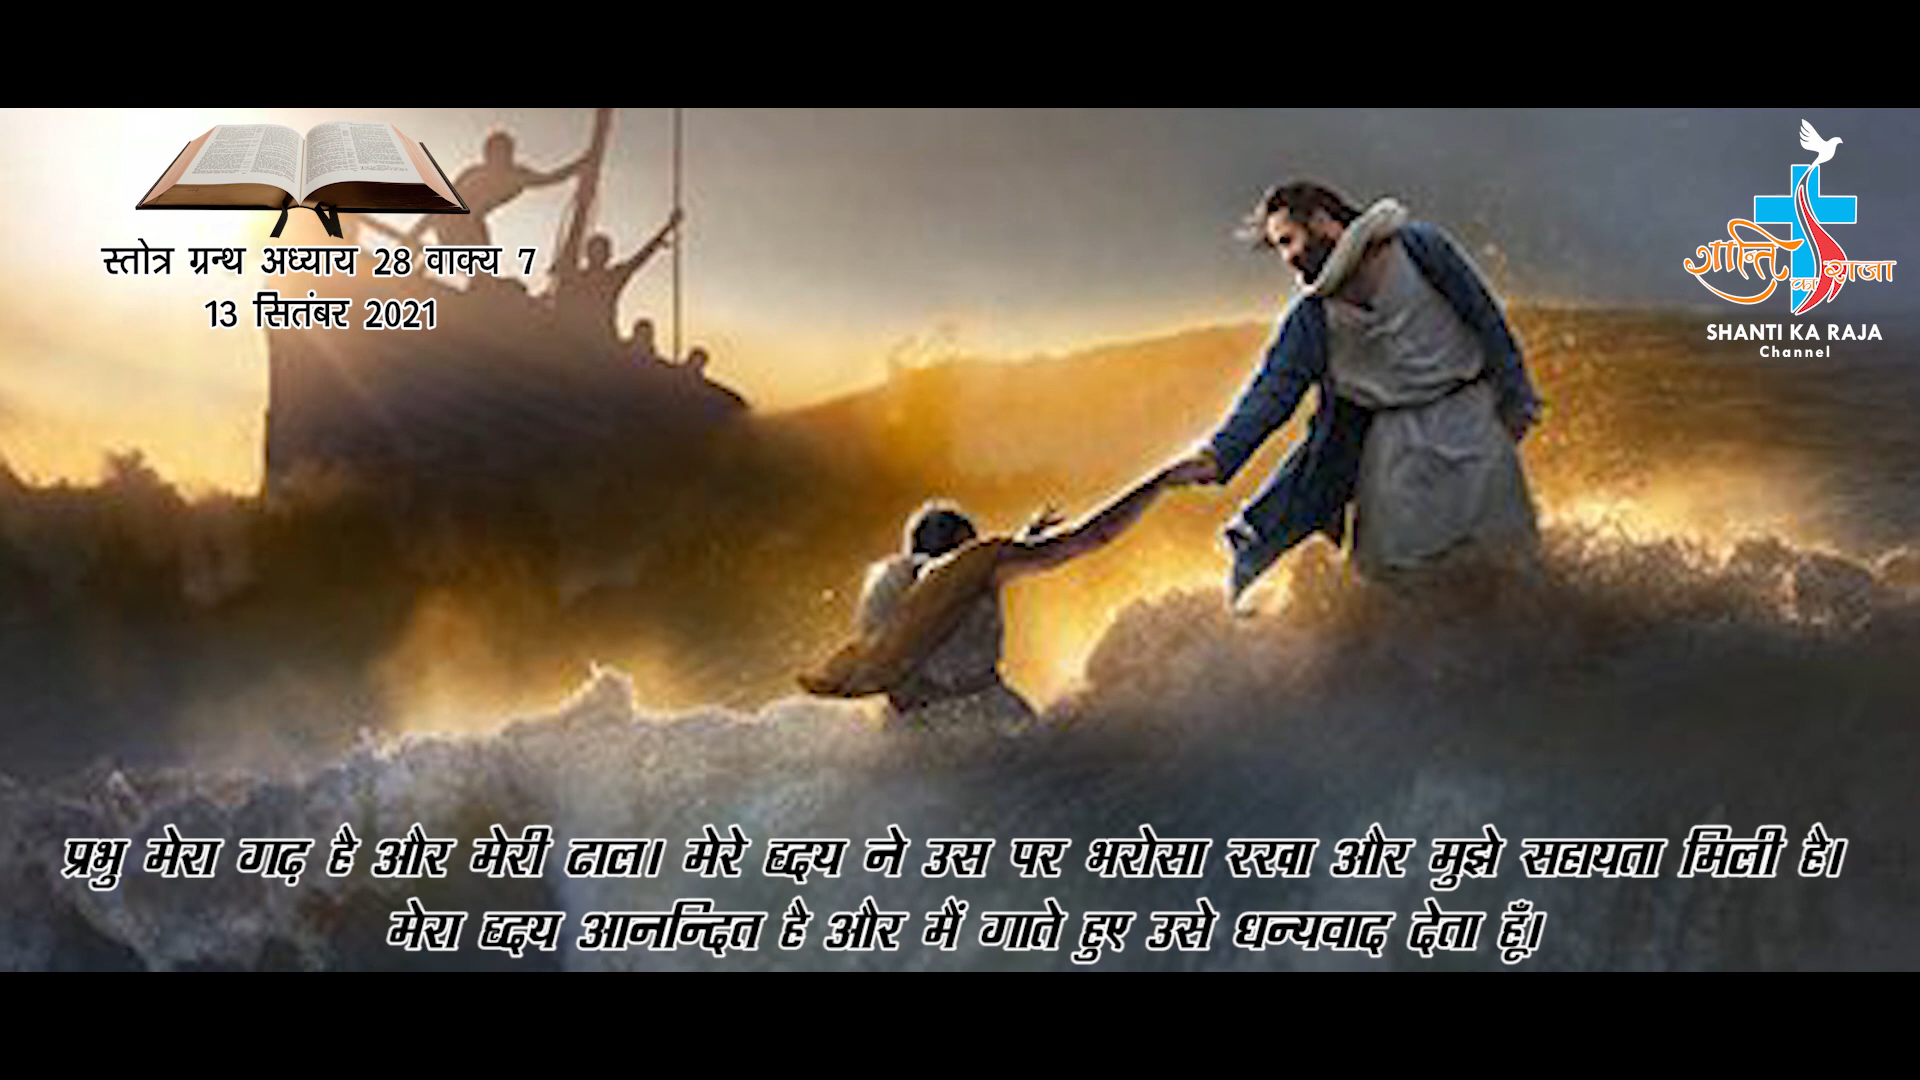 स्तोत्र ग्रन्थ अध्याय 28 वाक्य 7
13 सितंबर 2021
शान्ति का राजा
SHANTI KA RAJA
Channel
प्रभु मेरा गढ़ है और मेरी ढाल। मेरे हृदय ने उस पर भरोसा रखा और मुझे सहायता मिली है।
मेरा हृदय आनन्दित है और मैं गाते हुए उसे धन्यवाद देता हूँ।